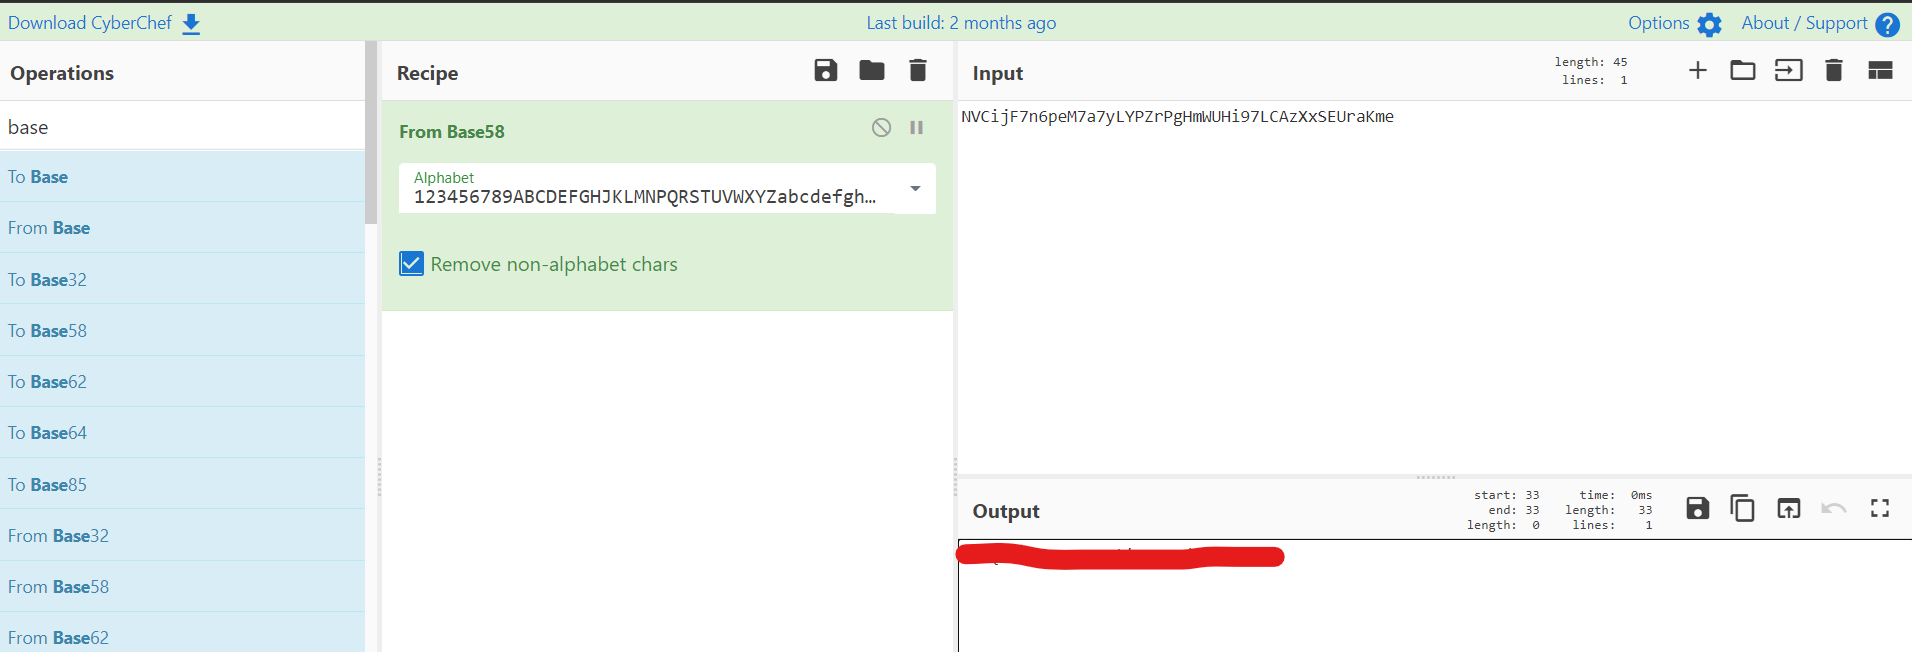 Download CyberChef
Last build: 2 months ago
Options
About / Support
Operations
base
To Base
From Base
To Base32
To Base58
To Base62
To Base64
To Base85
From Base32
From Base58
From Base62
Recipe
From Base58
Alphabet
123456789ABCDEFGHJKLMNPQRSTUVWXYZabcdefgh...
Remove non-alphabet chars
Input
length: 45
lines: 1
NVCijF7n6peM7a7yLYPZrPgHmWUHi97LCAzXxSEUraKme
Output
start: 33 time: 0ms
end: 33 length: 33
length: 0 lines: 1